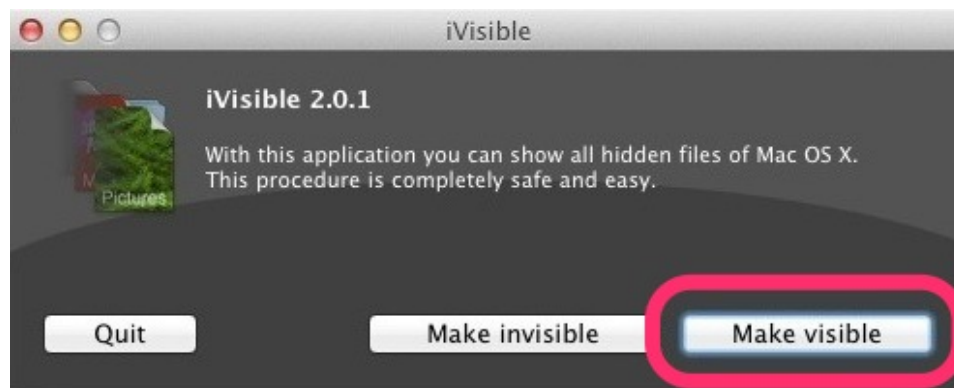 iVisible
iVisible 2.0.1
With this application you can show all hidden files of Mac OS X.
This procedure is completely safe and easy.
Pictures
Quit
Make invisible
Make visible